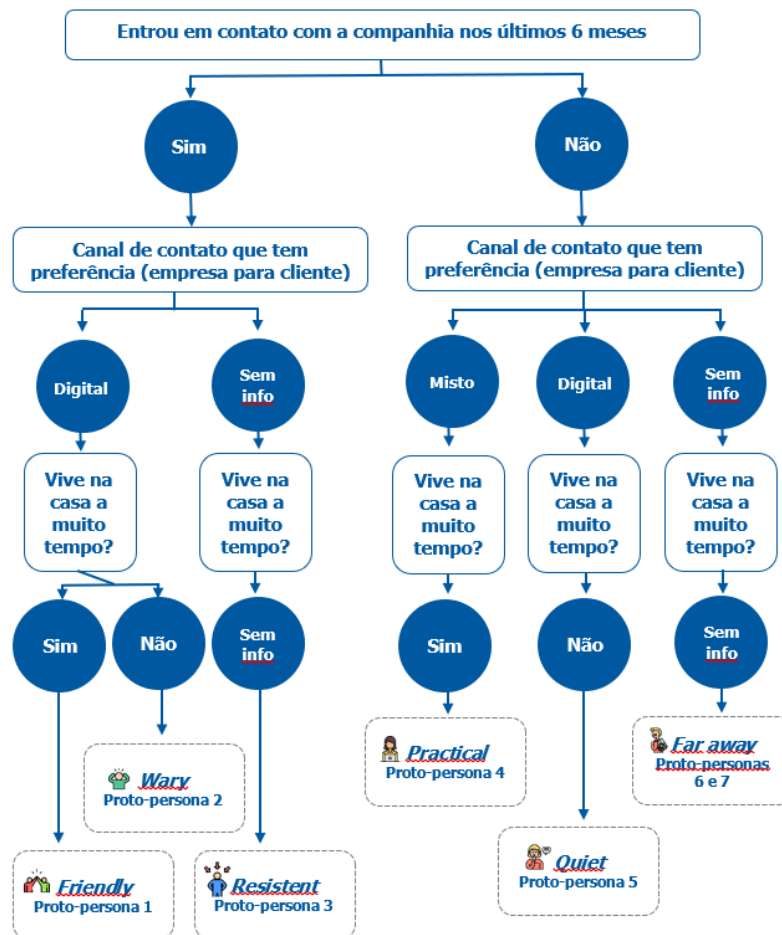 Entrou em contato com a companhia nos últimos 6 meses
Sim
Não
Canal de contato que tem
preferência (empresa para cliente)
Canal de contato que tem
preferência (empresa para cliente)
Digital
Sem
info
Misto
Digital
Sem
info
Vive na
casa a
muito
tempo?
Vive na
casa a
muito
tempo?
Vive na
casa a
muito
tempo?
Vive na
casa a
muito
tempo?
Vive na
casa a
muito
tempo?
Sim
Não
Sem
info
Sim
Não
Sem
info
Practical
Proto-persona 4
Far away
Proto-personas
6 e 7
Wary
Proto-persona 2
Friendly
Proto-persona 1
Resistent
Proto-persona 3
Quiet
Proto-persona 5